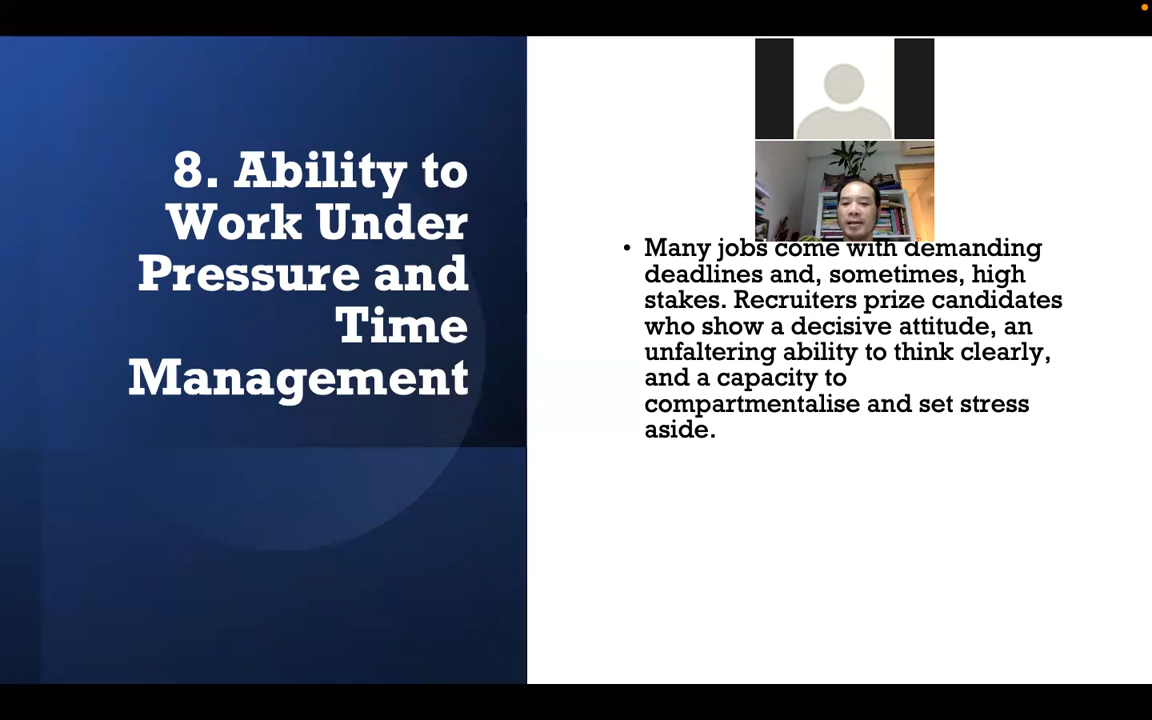 8. Ability to
Work Under
Pressure and
Time
Management
• Many jobs come with demanding
deadlines and, sometimes, high
stakes. Recruiters prize candidates
who show a decisive attitude, an
unfaltering ability to think clearly,
and a capacity to
compartmentalise and set stress
aside.